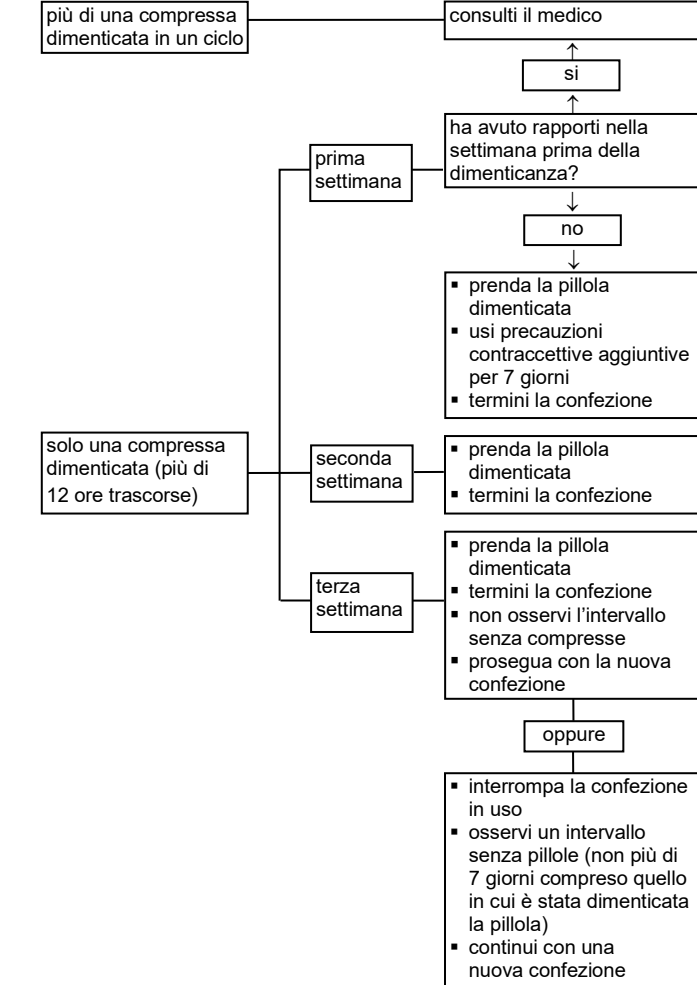 più di una compressa
dimenticata in un ciclo
consulti il medico
↑
si
↑
ha avuto rapporti nella
settimana prima della
dimenticanza?
prima
settimana
↓
no
↓
▪ prenda la pillola
dimenticata
▪ usi precauzioni
contraccettive aggiuntive
per 7 giorni
▪ termini la confezione
solo una compressa
dimenticata (più di
12 ore trascorse)
seconda
settimana
▪ prenda la pillola
dimenticata
▪ termini la confezione
terza
settimana
▪ prenda la pillola
dimenticata
▪ termini la confezione
▪ non osservi l'intervallo
senza compresse
▪ prosegua con la nuova
confezione
oppure
▪ interrompa la confezione
in uso
▪ osservi un intervallo
senza pillole (non più di
7 giorni compreso quello
in cui è stata dimenticata
la pillola)
▪ continui con una
nuova confezione